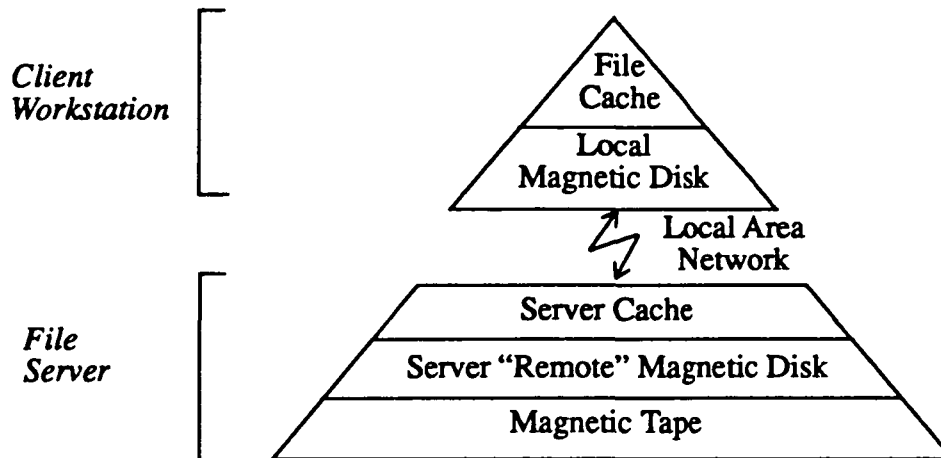 Client
Workstation
File
Cache
Local
Magnetic Disk
Local Area
Network
File
Server
Server Cache
Server “Remote” Magnetic Disk
Magnetic Tape